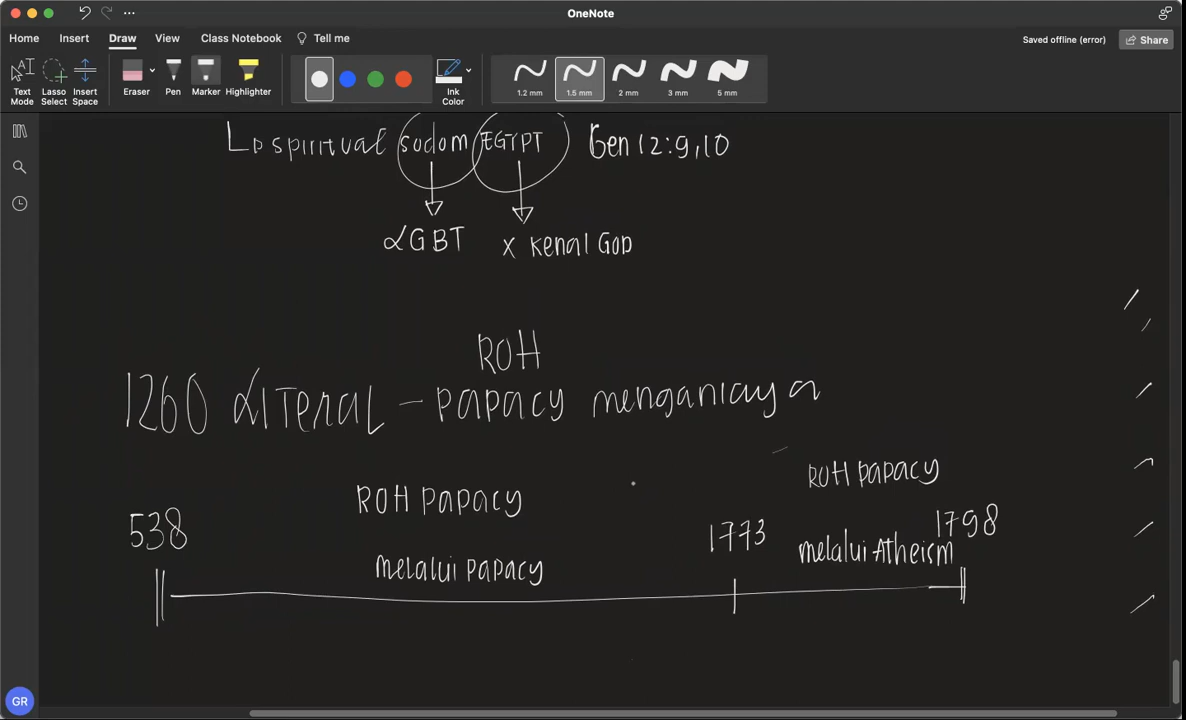 OneNote
Home Insert Draw View Class Notebook Tell me
Saved offline (error) Share
Text Mode
Lasso Select
Insert Space
Eraser
Pen
Marker
Highlighter
Ink Color
1.2 mm
1.5 mm
2 mm
3 mm
5 mm
spiritual sodom EGYPT Gen 12:9,10
LGBT x kenal GOD
ROH
1260 LITERAL - papacy menganiaya
ROH papacy
ROH papacy
538 1773 1798
melalui papacy melalui Atheism
GR